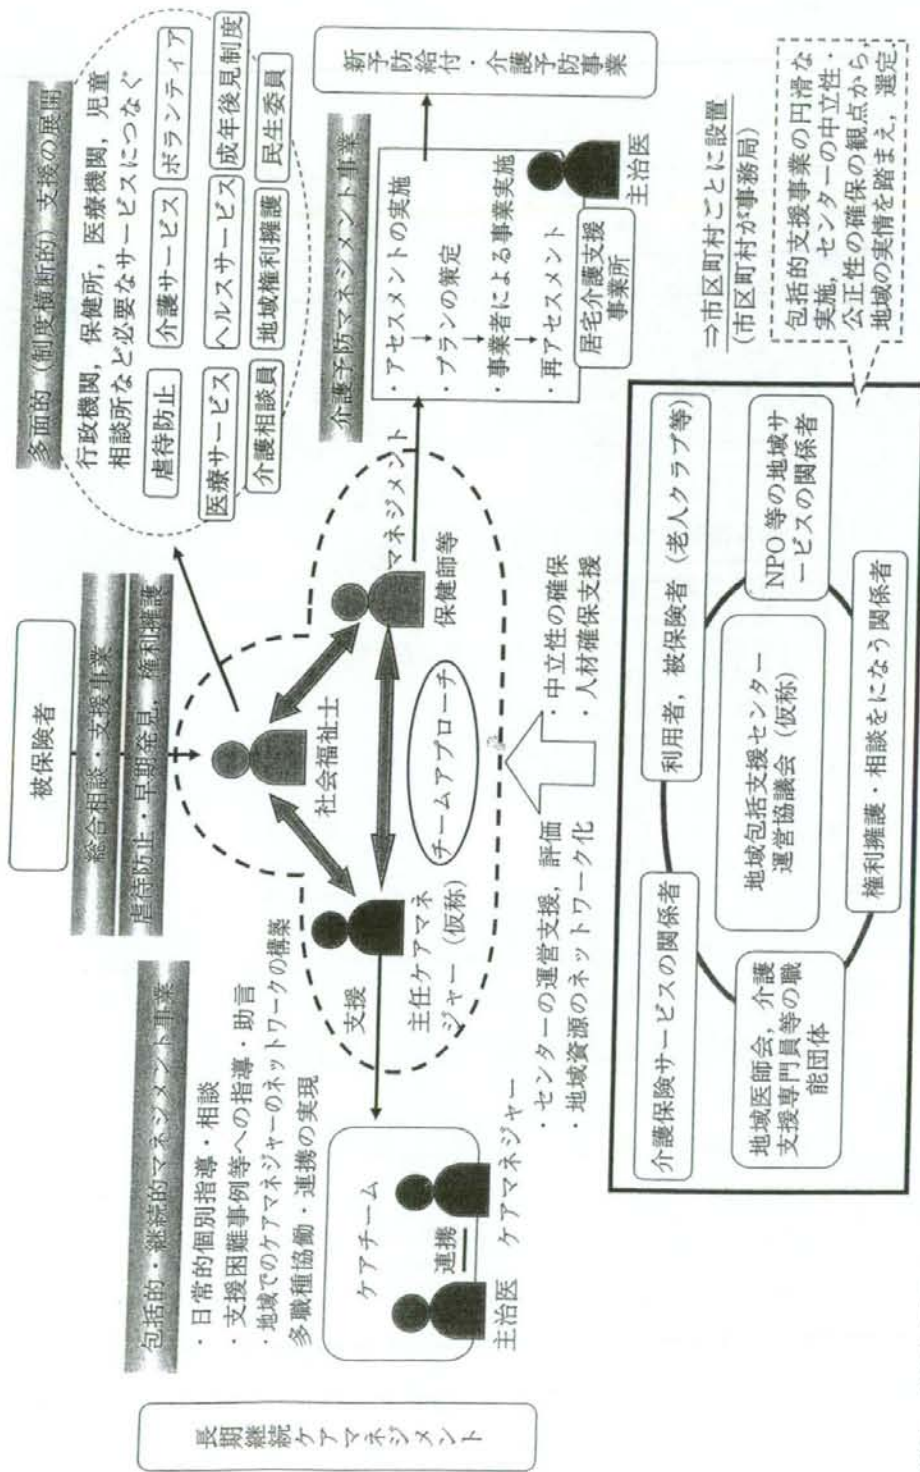 被保険者
総合相談・支援事業
虐待防止・早期発見，権利擁護
多面的（制度横断的）支援の展開
行政機関，保健所，医療機関，児童
相談所など必要なサービスにつなぐ
虐待防止
介護サービス
ボランティア
医療サービス
ヘルスサービス
成年後見制度
介護相談員
地域権利擁護
民生委員
包括的・継続的マネジメント事業
・日常的個別指導・相談
・支援困難事例等への指導・助言
・地域でのケアマネジャーのネットワークの構築
多職種協働・連携の実現
長期継続ケアマネジメント
ケアチーム
連携
主治医
ケアマネジャー
支援
主任ケアマネ
ジャー（仮称）
社会福祉士
チームアプローチ
保健師等
マネジメント
介護予防マネジメント事業
・アセスメントの実施
・プランの策定
・事業者による事業実施
・再アセスメント
居宅介護支援
事業所
主治医
新予防給付・介護予防事業
・センターの運営支援，評価
・地域資源のネットワーク化
・中立性の確保
・人材確保支援
介護保険サービスの関係者
利用者，被保険者（老人クラブ等）
地域医師会，介護
支援専門員等の職
能団体
地域包括支援センター
運営協議会（仮称）
NPO等の地域サ
ービスの関係者
権利擁護・相談をになう関係者
⇒市区町村ごとに設置
（市区町村が事務局）
包括的支援事業の円滑な
実施，センターの中立性・
公正性の確保の観点から，
地域の実情を踏まえ，選定